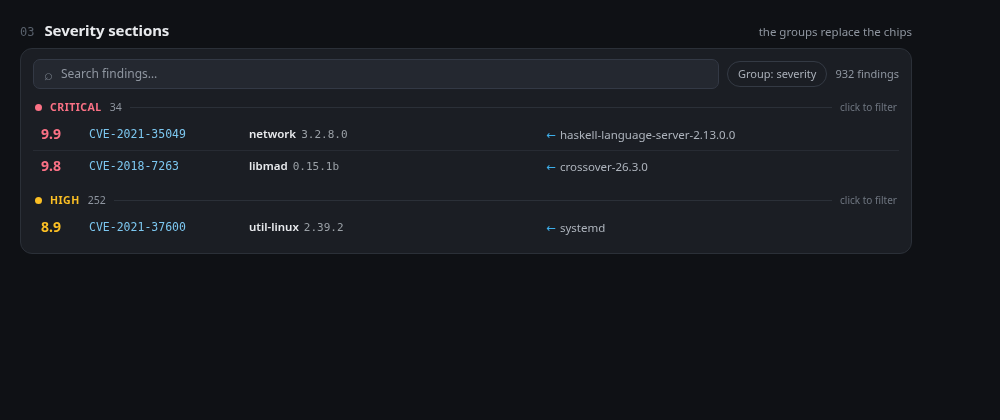 03 Severity sections the groups replace the chips
Search findings... Group: severity 932 findings
CRITICAL 34 click to filter
9.9 CVE-2021-35049 network 3.2.8.0 ← haskell-language-server-2.13.0.0
9.8 CVE-2018-7263 libmad 0.15.1b ← crossover-26.3.0
HIGH 252 click to filter
8.9 CVE-2021-37600 util-linux 2.39.2 ← systemd